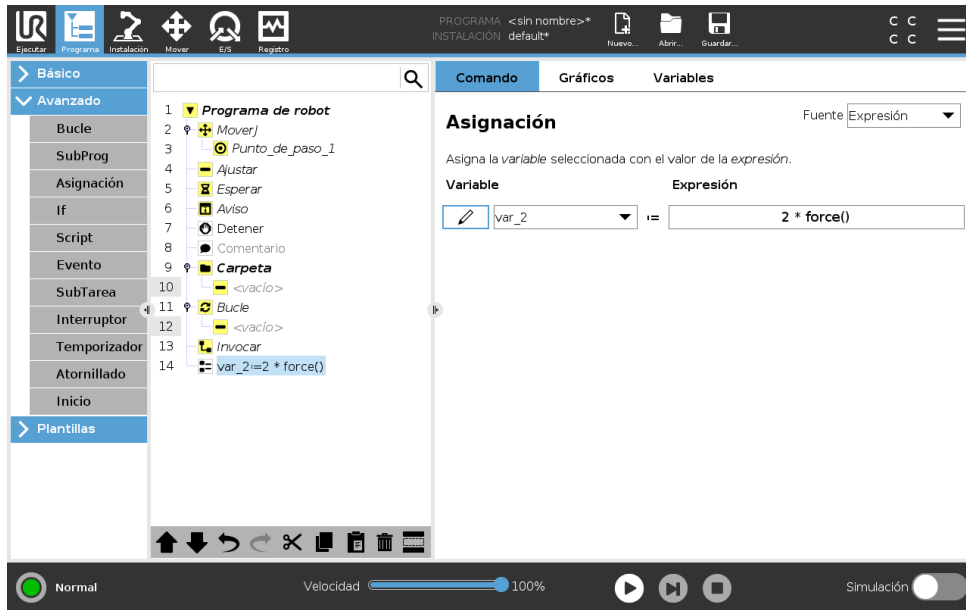 PROGRAMA <sin nombre>*
INSTALACIÓN default*
C C
C C
UR
Ejecutar Programa Instalación Mover E/S Registro Nuevo... Abrir... Guardar...
Básico
Avanzado
Bucle
SubProg
Asignación
If
Script
Evento
SubTarea
Interruptor
Temporizador
Atornillado
Inicio
Plantillas
1 Programa de robot
2 MoverJ
3 Punto_de_paso_1
4 Ajustar
5 Esperar
6 Aviso
7 Detener
8 Comentario
9 Carpeta
10 <vacío>
11 Bucle
12 <vacío>
13 Invocar
14 var_2:=2 * force()
Comando Gráficos Variables
Asignación
Fuente Expresión
Asigna la variable seleccionada con el valor de la expresión.
Variable Expresión
var_2 := 2 * force()
Normal Velocidad 100% Simulación